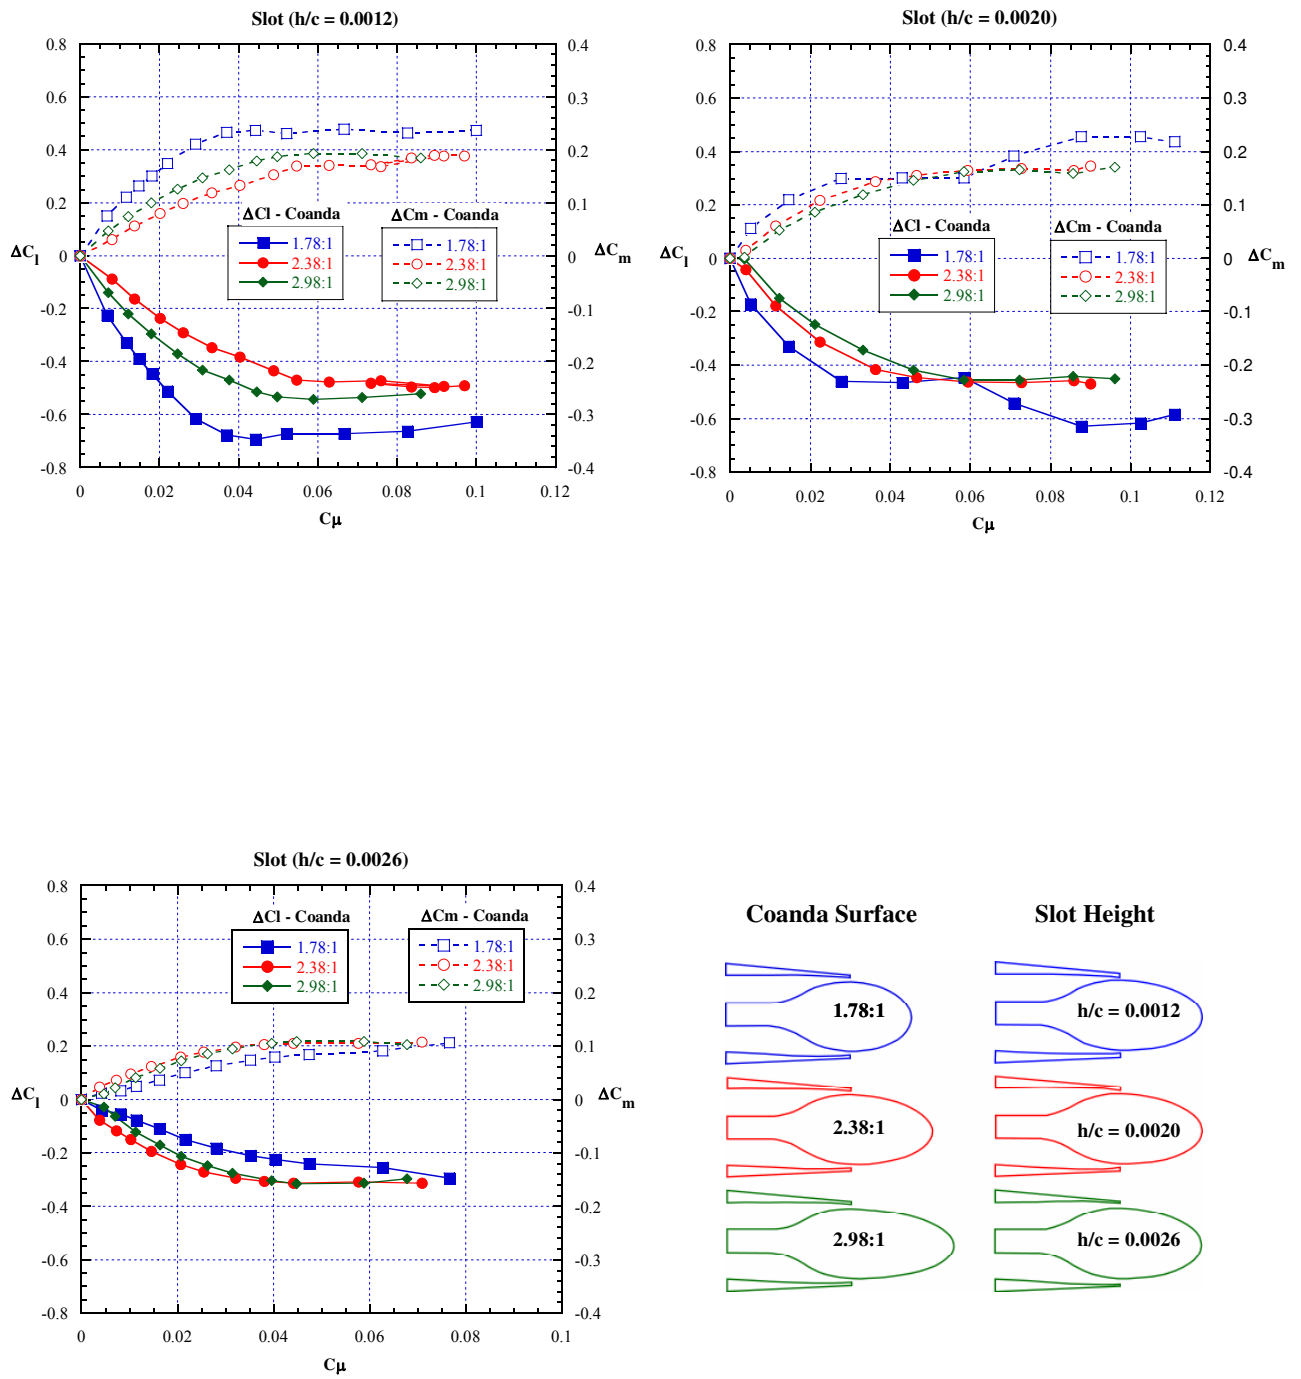 Slot (h/c = 0.0012)
0.8
0.6
0.4
0.2
0
-0.2
-0.4
-0.6
-0.8
ΔCl
0.4
0.3
0.2
0.1
0
-0.1
-0.2
-0.3
-0.4
ΔCm
ΔCl - Coanda
1.78:1
2.38:1
2.98:1
ΔCm - Coanda
1.78:1
2.38:1
2.98:1
0 0.02 0.04 0.06 0.08 0.1 0.12
Cμ
Slot (h/c = 0.0020)
0.8
0.6
0.4
0.2
0
-0.2
-0.4
-0.6
-0.8
ΔCl
0.4
0.3
0.2
0.1
0
-0.1
-0.2
-0.3
-0.4
ΔCm
ΔCl - Coanda
1.78:1
2.38:1
2.98:1
ΔCm - Coanda
1.78:1
2.38:1
2.98:1
0 0.02 0.04 0.06 0.08 0.1 0.12
Cμ
Slot (h/c = 0.0026)
0.8
0.6
0.4
0.2
0
-0.2
-0.4
-0.6
-0.8
ΔCl
0.4
0.3
0.2
0.1
0
-0.1
-0.2
-0.3
-0.4
ΔCm
ΔCl - Coanda
1.78:1
2.38:1
2.98:1
ΔCm - Coanda
1.78:1
2.38:1
2.98:1
0 0.02 0.04 0.06 0.08 0.1
Cμ
Coanda Surface
1.78:1
2.38:1
2.98:1
Slot Height
h/c = 0.0012
h/c = 0.0020
h/c = 0.0026